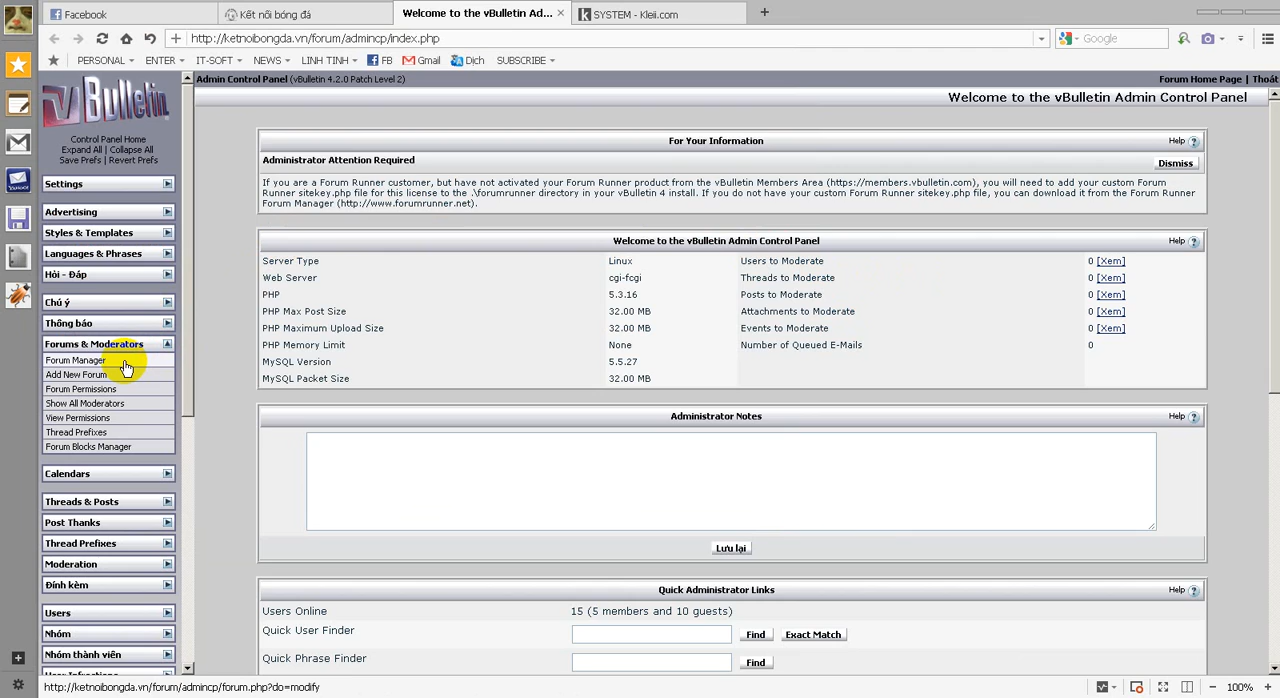 Facebook
Kết nối bóng đá
Welcome to the vBulletin Ad...
SYSTEM - Kleii.com
http://ketnoibongda.vn/forum/admincp/index.php
Google
PERSONAL
ENTER
IT-SOFT
NEWS
LINH TINH
FB
Gmail
Dịch
SUBSCRIBE
vBulletin
Admin Control Panel (vBulletin 4.2.0 Patch Level 2)
Forum Home Page | Thoát
Welcome to the vBulletin Admin Control Panel
Control Panel Home
Expand All | Collapse All
Save Prefs | Revert Prefs
Settings
Advertising
Styles & Templates
Languages & Phrases
Hỏi - Đáp
Chú ý
Thông báo
Forums & Moderators
Forum Manager
Add New Forum
Forum Permissions
Show All Moderators
View Permissions
Thread Prefixes
Forum Blocks Manager
Calendars
Threads & Posts
Post Thanks
Thread Prefixes
Moderation
Đính kèm
Users
Nhóm
Nhóm thành viên
User Infractions
For Your Information
Help
Administrator Attention Required
Dismiss
If you are a Forum Runner customer, but have not activated your Forum Runner product from the vBulletin Members Area (https://members.vbulletin.com), you will need to add your custom Forum
Runner sitekey.php file for this license to the .\forumrunner directory in your vBulletin 4 install. If you do not have your custom Forum Runner sitekey.php file, you can download it from the Forum Runner
Forum Manager (http://www.forumrunner.net).
Welcome to the vBulletin Admin Control Panel
Help
Server Type Linux Users to Moderate 0 [Xem]
Web Server cgi-fcgi Threads to Moderate 0 [Xem]
PHP 5.3.16 Posts to Moderate 0 [Xem]
PHP Max Post Size 32.00 MB Attachments to Moderate 0 [Xem]
PHP Maximum Upload Size 32.00 MB Events to Moderate 0 [Xem]
PHP Memory Limit None Number of Queued E-Mails 0
MySQL Version 5.5.27
MySQL Packet Size 32.00 MB
Administrator Notes
Help
Lưu lại
Quick Administrator Links
Help
Users Online 15 (5 members and 10 guests)
Quick User Finder Find Exact Match
Quick Phrase Finder Find
http://ketnoibongda.vn/forum/admincp/forum.php?do=modify
100%